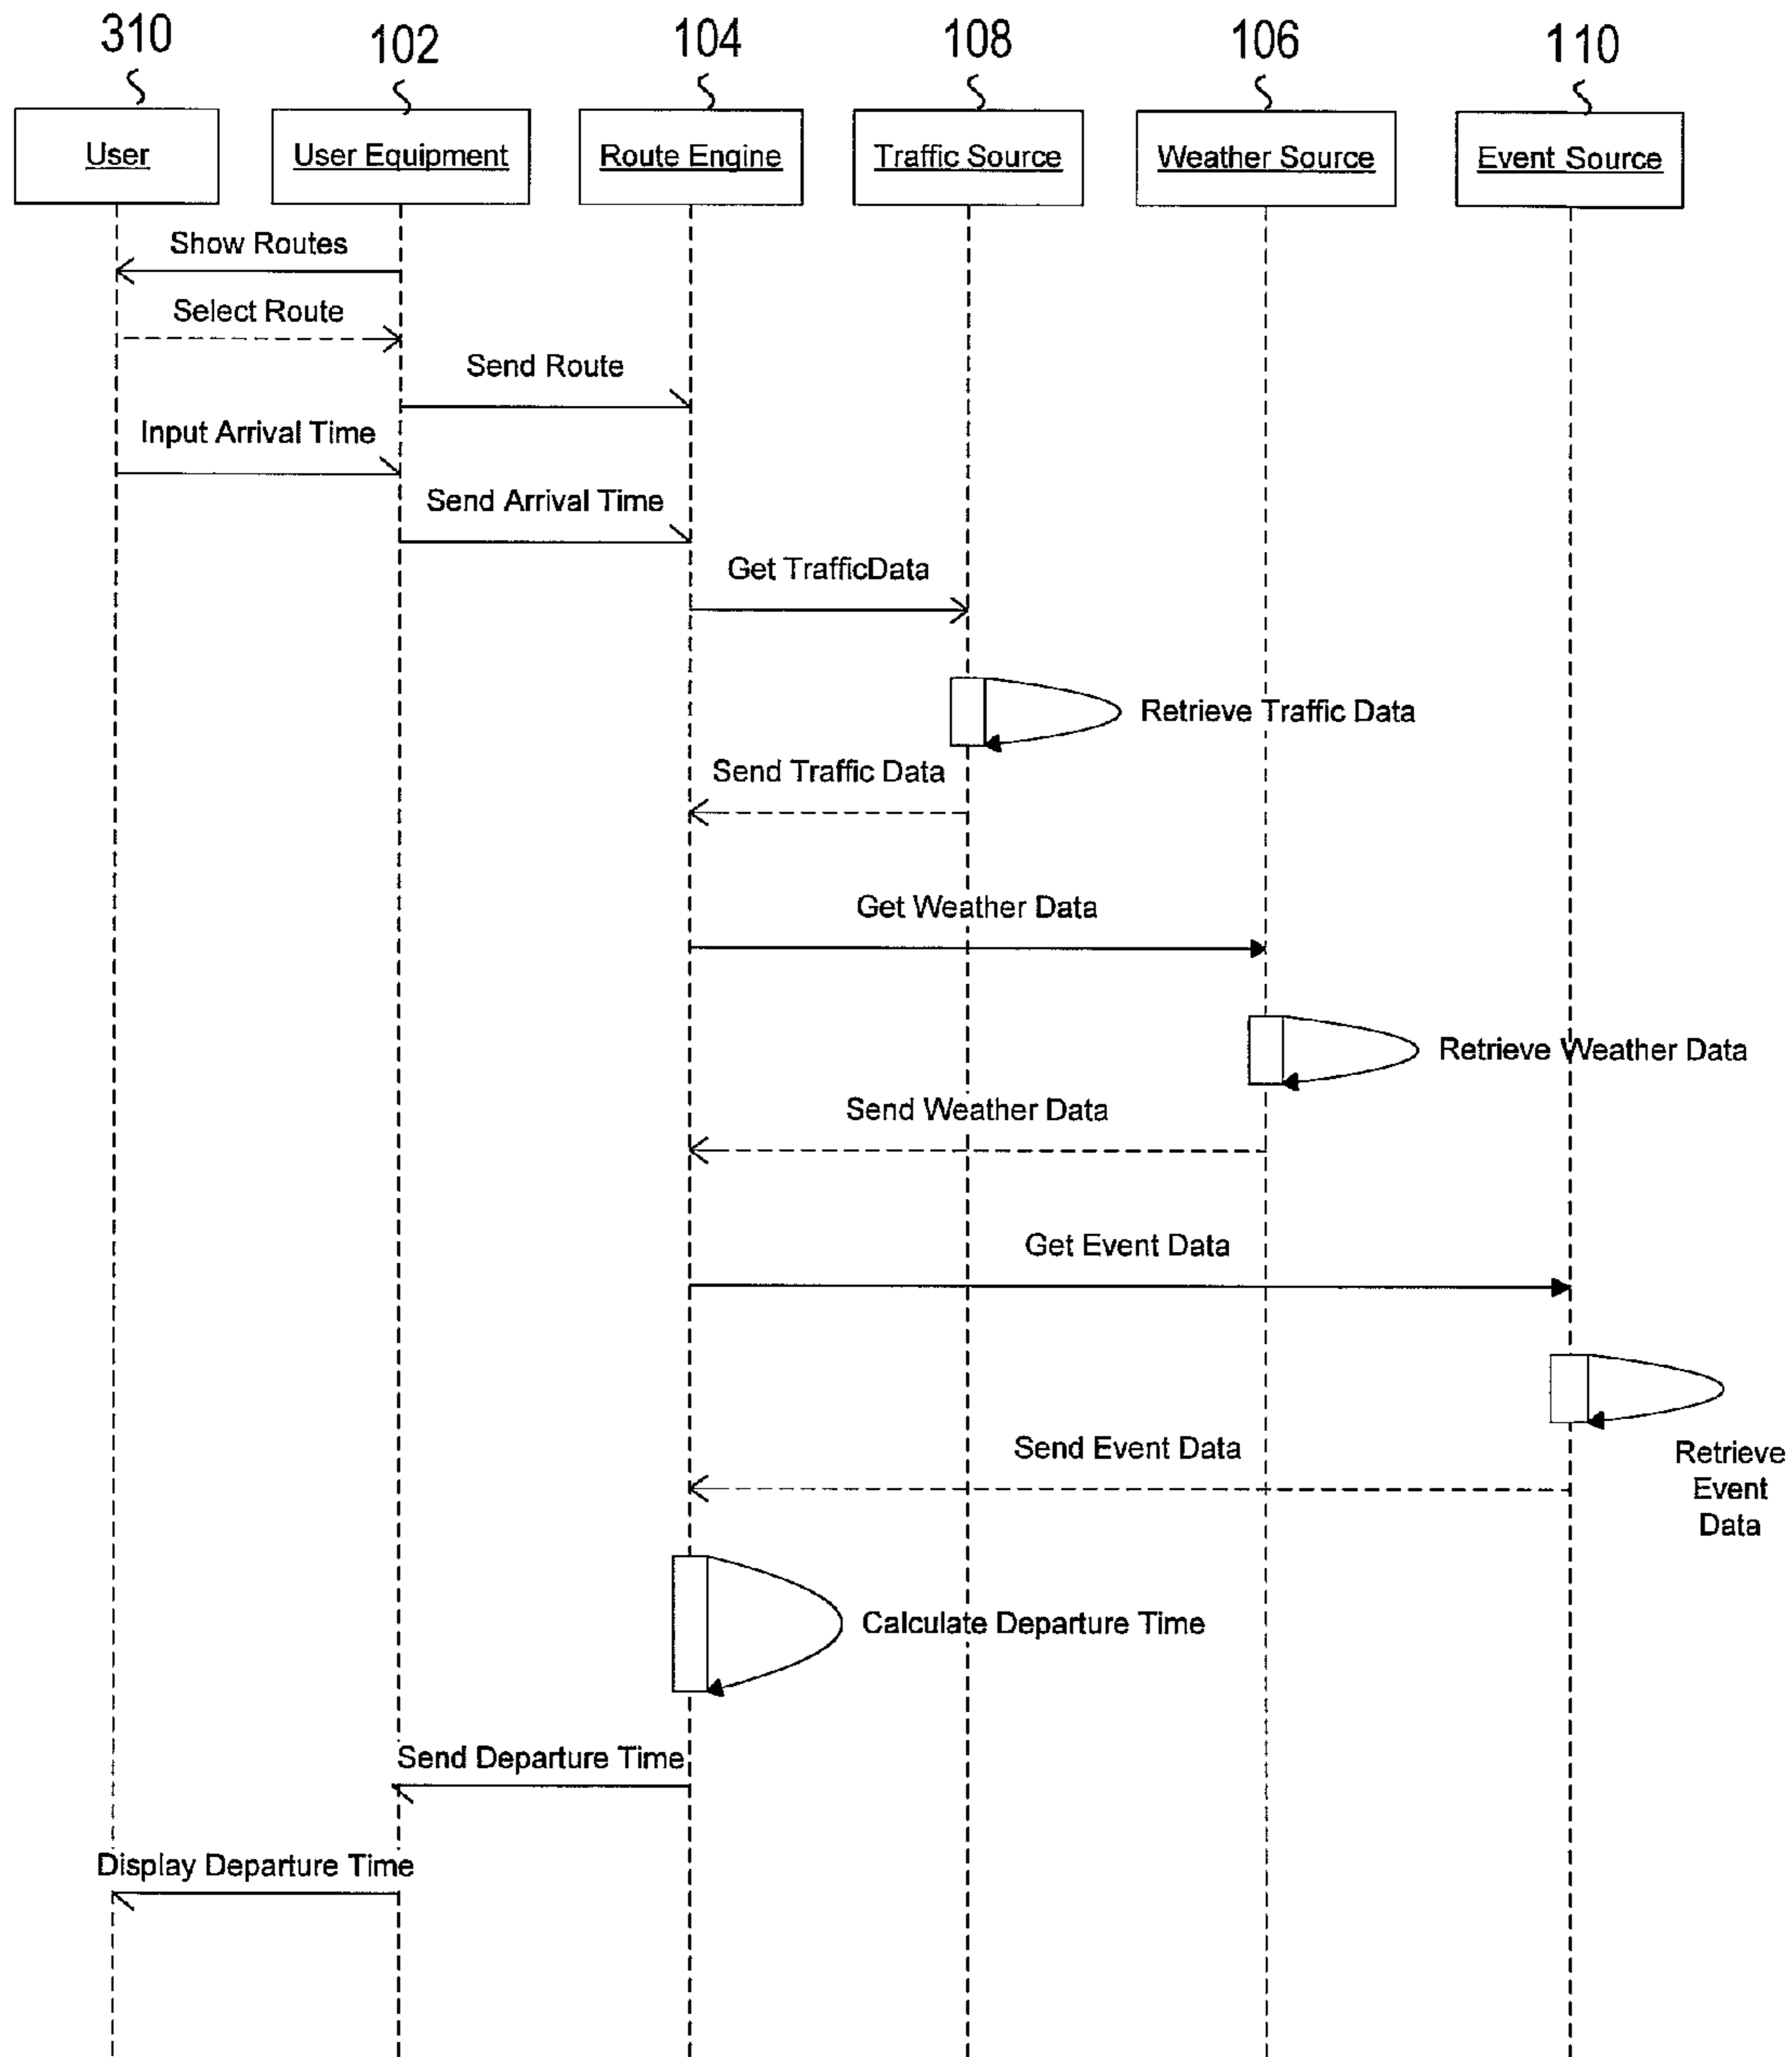 310
102
104
108
106
110
User
User Equipment
Route Engine
Traffic Source
Weather Source
Event Source
Show Routes
Select Route
Send Route
Input Arrival Time
Send Arrival Time
Get TrafficData
Retrieve Traffic Data
Send Traffic Data
Get Weather Data
Retrieve Weather Data
Send Weather Data
Get Event Data
Send Event Data
Retrieve
Event
Data
Calculate Departure Time
Send Departure Time
Display Departure Time